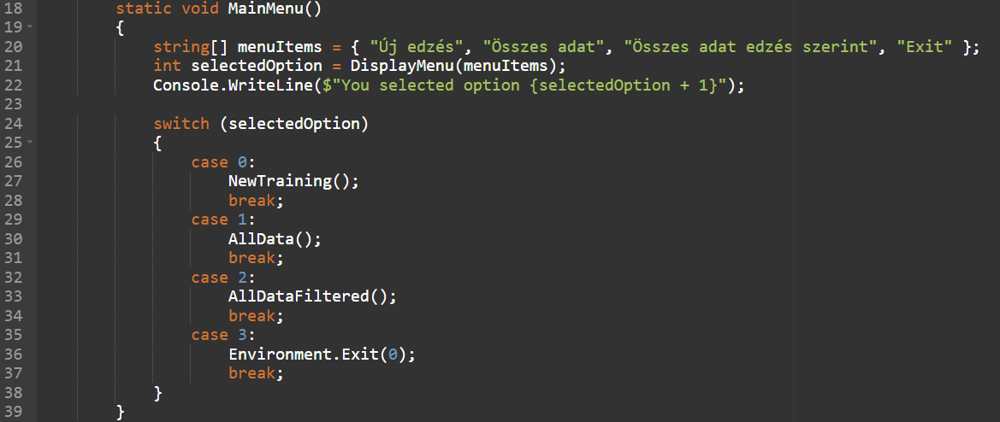 18 static void MainMenu()
19 {
20 string[] menuItems = { "Új edzés", "Összes adat", "Összes adat edzés szerint", "Exit" };
21 int selectedOption = DisplayMenu(menuItems);
22 Console.WriteLine($"You selected option {selectedOption + 1}");
23
24 switch (selectedOption)
25 {
26 case 0:
27 NewTraining();
28 break;
29 case 1:
30 AllData();
31 break;
32 case 2:
33 AllDataFiltered();
34 break;
35 case 3:
36 Environment.Exit(0);
37 break;
38 }
39 }